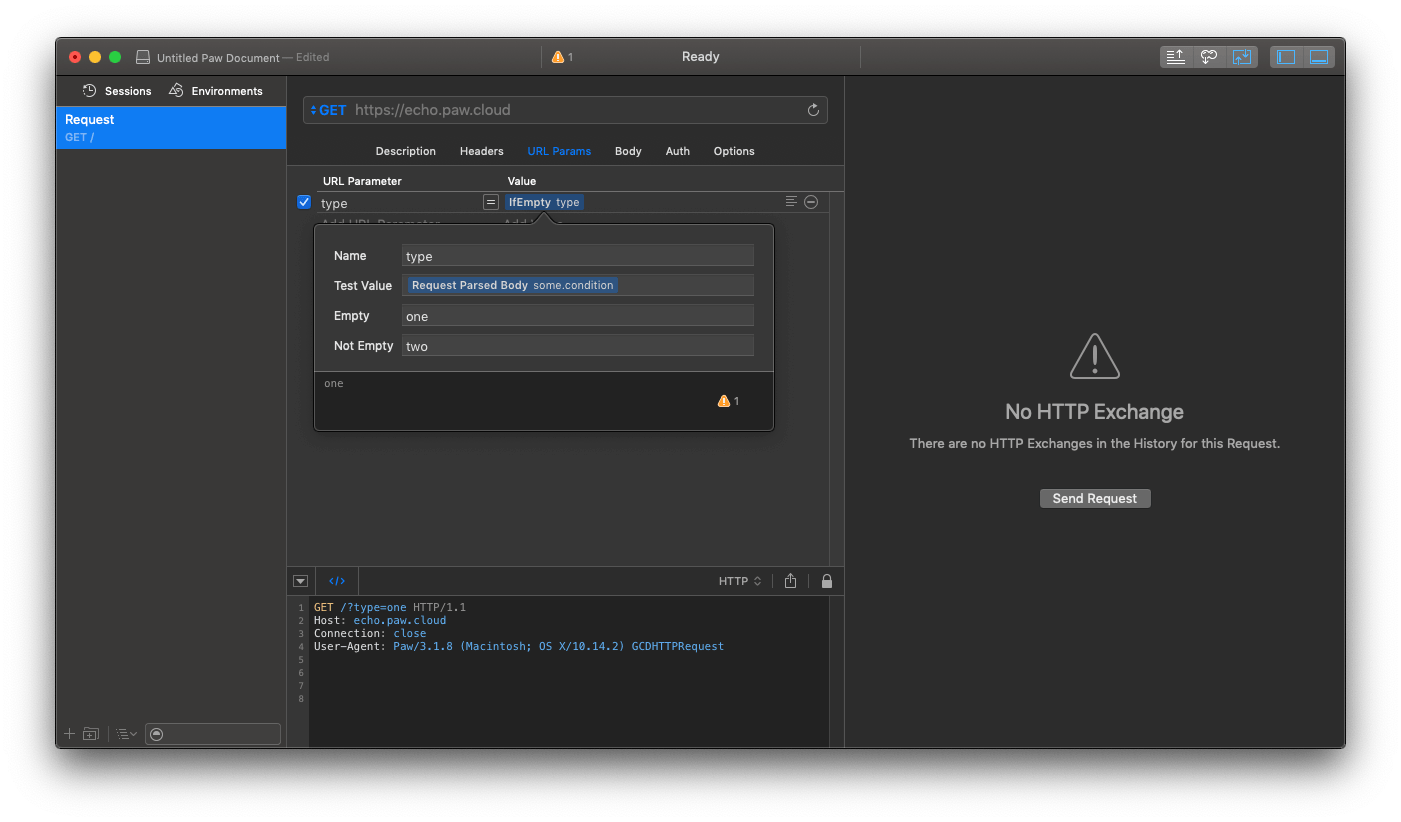 Untitled Paw Document — Edited
1
Ready
Sessions
Environments
Request
GET /
GET https://echo.paw.cloud
Description Headers URL Params Body Auth Options
URL Parameter Value
type = IfEmpty type
Add URL Parameter
Name type
Test Value Request Parsed Body some.condition
Empty one
Not Empty two
one
1
No HTTP Exchange
There are no HTTP Exchanges in the History for this Request.
Send Request
</> HTTP
1 GET /?type=one HTTP/1.1
2 Host: echo.paw.cloud
3 Connection: close
4 User-Agent: Paw/3.1.8 (Macintosh; OS X/10.14.2) GCDHTTPRequest
5
6
7
8